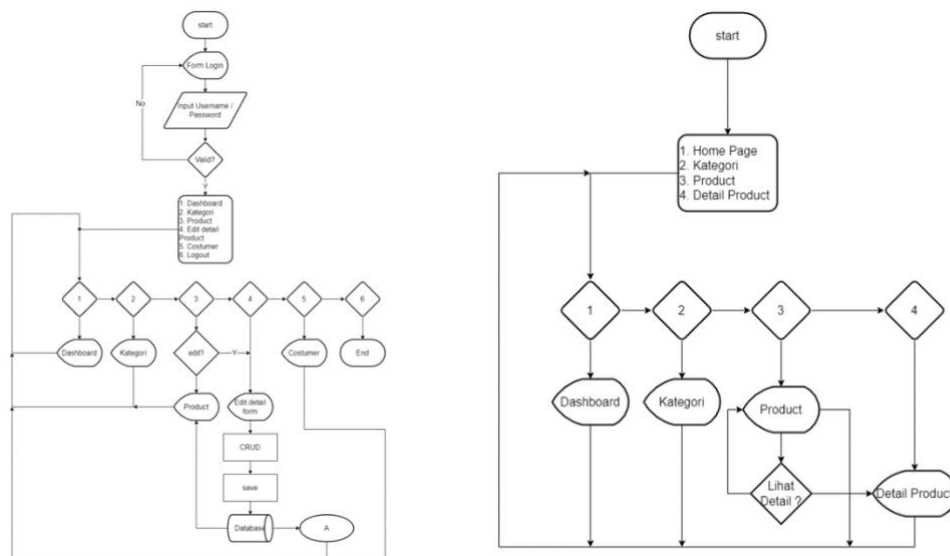 start
Form Login
No
Input Username /
Password
Valid?
Y
1. Dashboard
2. Kategori
3. Product
4. Edit detail
Product
5. Costumer
6. Logout
1
2
3
4
5
6
Dashboard
Kategori
edit?
Y
Costumer
End
Product
Edit detail
form
CRUD
save
Database
A
start
1. Home Page
2. Kategori
3. Product
4. Detail Product
1
2
3
4
Dashboard
Kategori
Product
Lihat
Detail ?
Detail Product